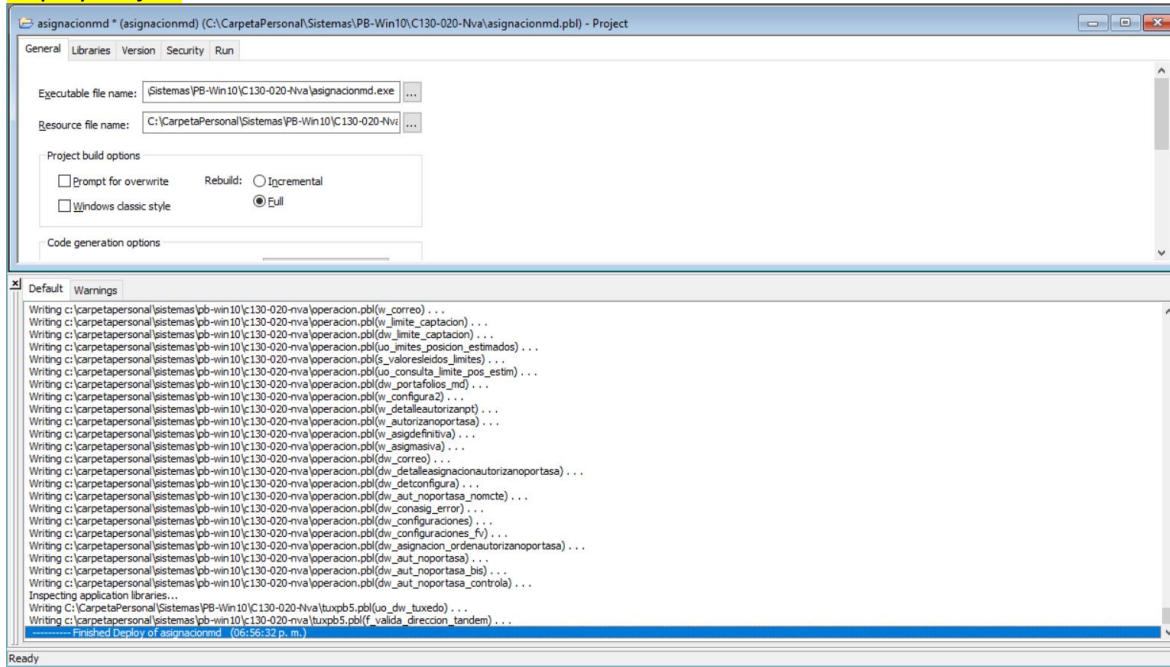 asignacionmd * (asignacionmd) (C:\CarpetaPersonal\Sistemas\PB-Win10\C130-020-Nva\asignacionmd.pbl) - Project
General Libraries Version Security Run
Executable file name: \Sistemas\PB-Win10\C130-020-Nva\asignacionmd.exe ...
Resource file name: C:\CarpetaPersonal\Sistemas\PB-Win10\C130-020-Nva ...
Project build options
Prompt for overwrite Rebuild: Incremental
Windows classic style Full
Code generation options
Default Warnings
Writing c:\carpetapersonal\sistemas\pb-win10\c130-020-nva\operacion.pbl(w_correo) . . .
Writing c:\carpetapersonal\sistemas\pb-win10\c130-020-nva\operacion.pbl(w_limite_captacion) . . .
Writing c:\carpetapersonal\sistemas\pb-win10\c130-020-nva\operacion.pbl(dw_limite_captacion) . . .
Writing c:\carpetapersonal\sistemas\pb-win10\c130-020-nva\operacion.pbl(uo_imites_posicion_estimados) . . .
Writing c:\carpetapersonal\sistemas\pb-win10\c130-020-nva\operacion.pbl(s_valoresleidos_limites) . . .
Writing c:\carpetapersonal\sistemas\pb-win10\c130-020-nva\operacion.pbl(uo_consulta_limite_pos_estim) . . .
Writing c:\carpetapersonal\sistemas\pb-win10\c130-020-nva\operacion.pbl(dw_portafolios_md) . . .
Writing c:\carpetapersonal\sistemas\pb-win10\c130-020-nva\operacion.pbl(w_configura2) . . .
Writing c:\carpetapersonal\sistemas\pb-win10\c130-020-nva\operacion.pbl(w_detalleautorizanpt) . . .
Writing c:\carpetapersonal\sistemas\pb-win10\c130-020-nva\operacion.pbl(w_autorizanoportasa) . . .
Writing c:\carpetapersonal\sistemas\pb-win10\c130-020-nva\operacion.pbl(w_asigdefinitiva) . . .
Writing c:\carpetapersonal\sistemas\pb-win10\c130-020-nva\operacion.pbl(w_asigmasiva) . . .
Writing c:\carpetapersonal\sistemas\pb-win10\c130-020-nva\operacion.pbl(dw_correo) . . .
Writing c:\carpetapersonal\sistemas\pb-win10\c130-020-nva\operacion.pbl(dw_detalleasignacionautorizanoportasa) . . .
Writing c:\carpetapersonal\sistemas\pb-win10\c130-020-nva\operacion.pbl(dw_detconfigura) . . .
Writing c:\carpetapersonal\sistemas\pb-win10\c130-020-nva\operacion.pbl(dw_aut_noportasa_nomcte) . . .
Writing c:\carpetapersonal\sistemas\pb-win10\c130-020-nva\operacion.pbl(dw_conasig_error) . . .
Writing c:\carpetapersonal\sistemas\pb-win10\c130-020-nva\operacion.pbl(dw_configuraciones) . . .
Writing c:\carpetapersonal\sistemas\pb-win10\c130-020-nva\operacion.pbl(dw_configuraciones_fv) . . .
Writing c:\carpetapersonal\sistemas\pb-win10\c130-020-nva\operacion.pbl(dw_asignacion_ordenautorizanoportasa) . . .
Writing c:\carpetapersonal\sistemas\pb-win10\c130-020-nva\operacion.pbl(dw_aut_noportasa) . . .
Writing c:\carpetapersonal\sistemas\pb-win10\c130-020-nva\operacion.pbl(dw_aut_noportasa_bis) . . .
Writing c:\carpetapersonal\sistemas\pb-win10\c130-020-nva\operacion.pbl(dw_aut_noportasa_controla) . . .
Inspecting application libraries...
Writing C:\CarpetaPersonal\Sistemas\PB-Win10\C130-020-Nva\tuxpb5.pbl(uo_dw_tuxedo) . . .
Writing c:\carpetapersonal\sistemas\pb-win10\c130-020-nva\tuxpb5.pbl(f_valida_direccion_tandem) . . .
---------- Finished Deploy of asignacionmd (06:56:32 p. m.)
Ready